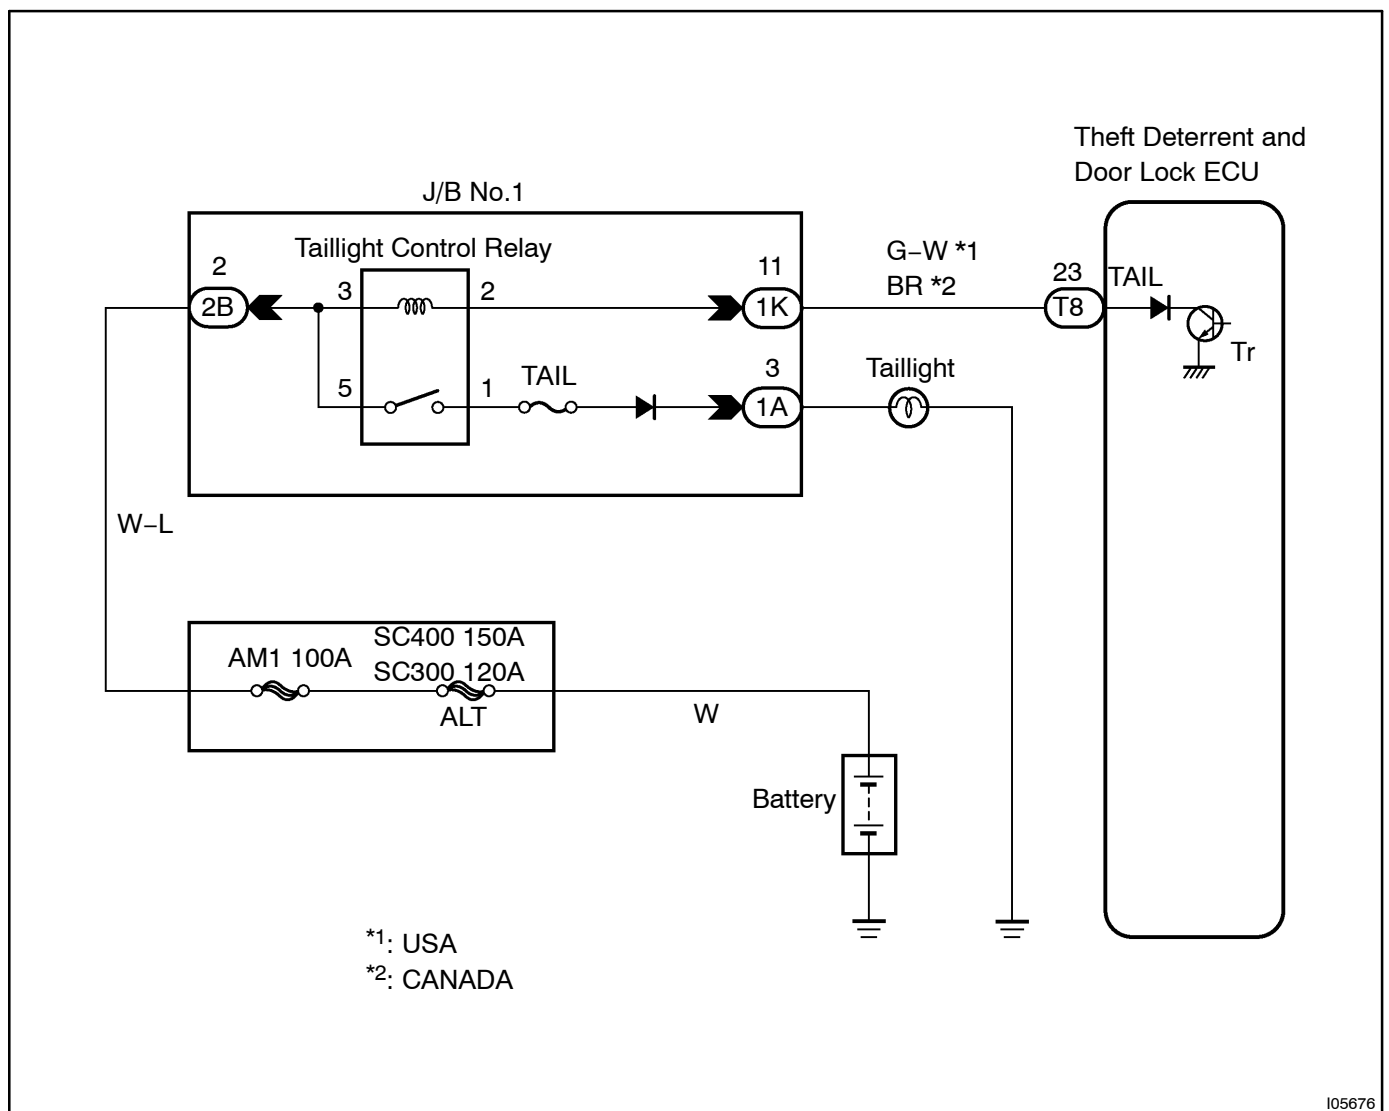 Theft Deterrent and
Door Lock ECU
J/B No.1
Taillight Control Relay
2
2B
3
2
11
1K
G−W *1
BR *2
23
T8
TAIL
Tr
5
1
TAIL
3
1A
Taillight
W−L
AM1 100A
SC400 150A
SC300 120A
ALT
W
Battery
*1: USA
*2: CANADA
I05676